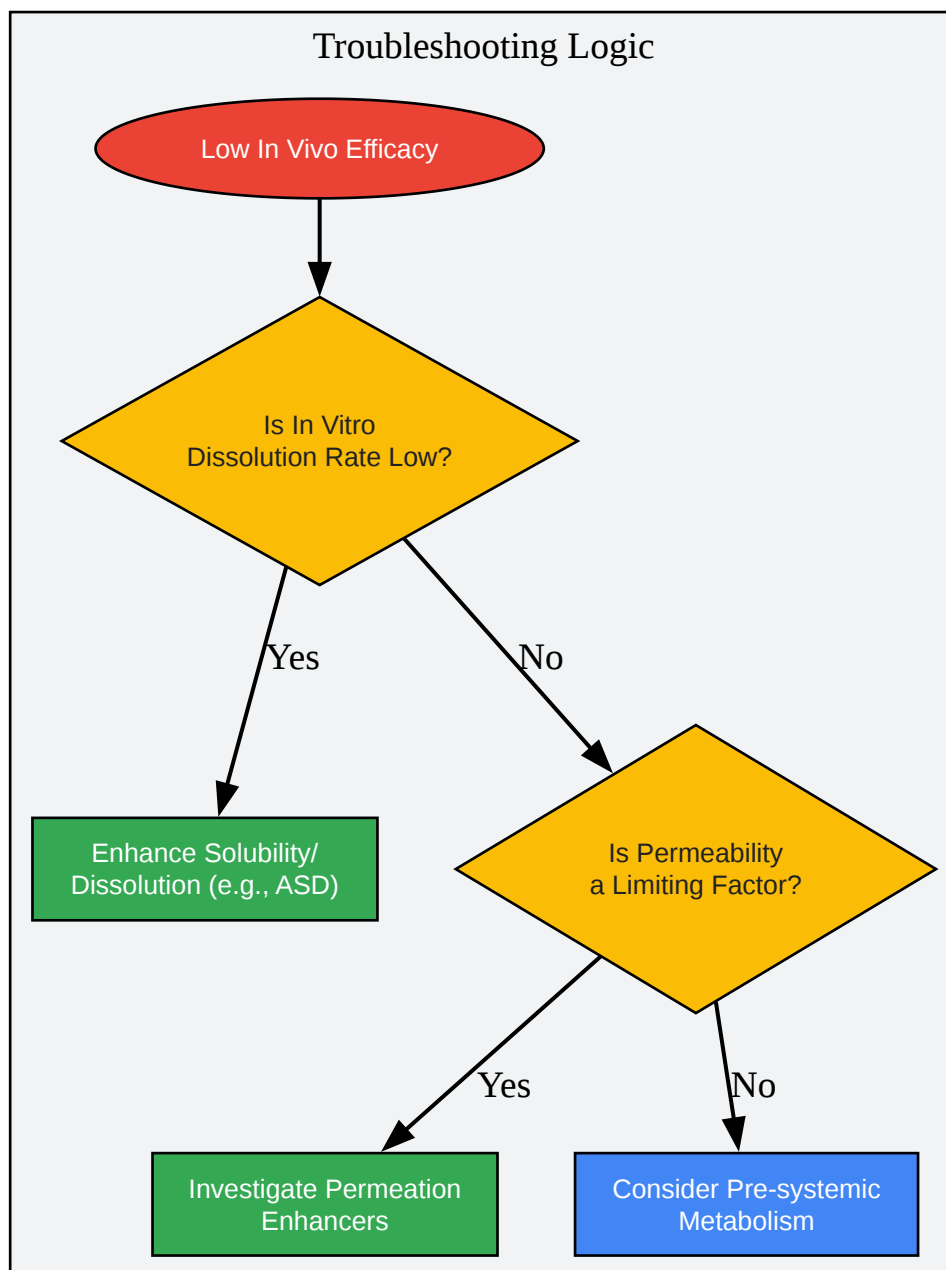 Troubleshooting Logic
Low In Vivo Efficacy
Is In Vitro
Dissolution Rate Low?
Yes
No
Enhance Solubility/
Dissolution (e.g., ASD)
Is Permeability
a Limiting Factor?
Yes
No
Investigate Permeation
Enhancers
Consider Pre-systemic
Metabolism